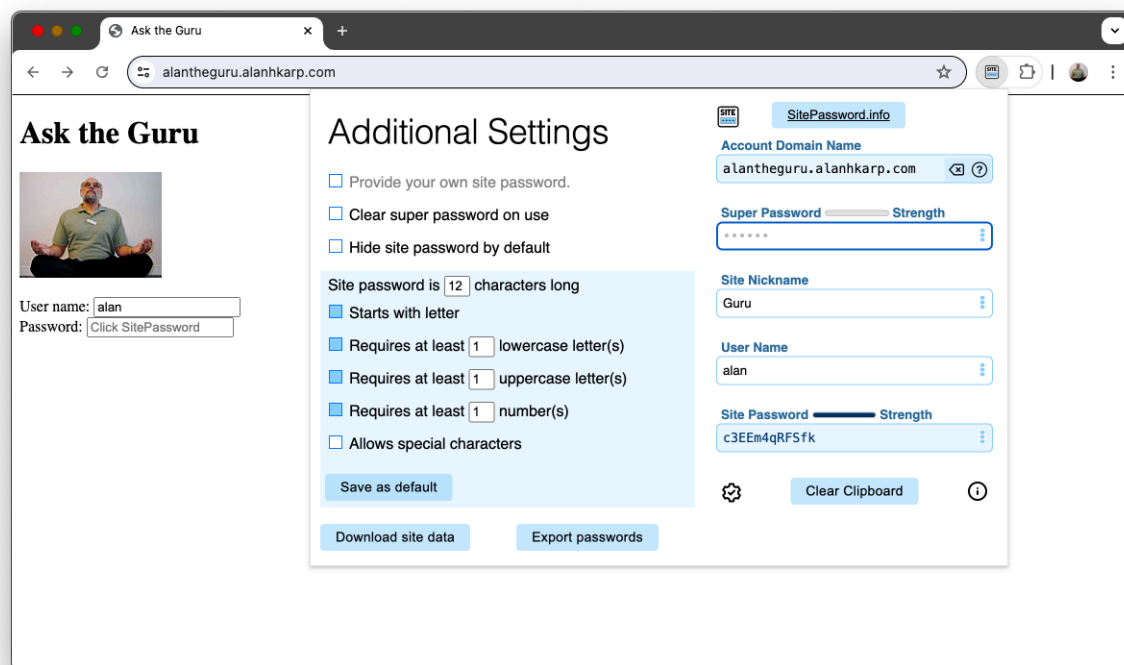 Ask the Guru
alantheguru.alanhkarp.com
Ask the Guru
User name: alan
Password: Click SitePassword
Additional Settings
Provide your own site password.
Clear super password on use
Hide site password by default
Site password is 12 characters long
Starts with letter
Requires at least 1 lowercase letter(s)
Requires at least 1 uppercase letter(s)
Requires at least 1 number(s)
Allows special characters
Save as default
Download site data Export passwords
SITE
SITE SitePassword.info
Account Domain Name
alantheguru.alanhkarp.com
Super Password Strength
Site Nickname
Guru
User Name
alan
Site Password Strength
c3EEm4qRFSfk
Clear Clipboard